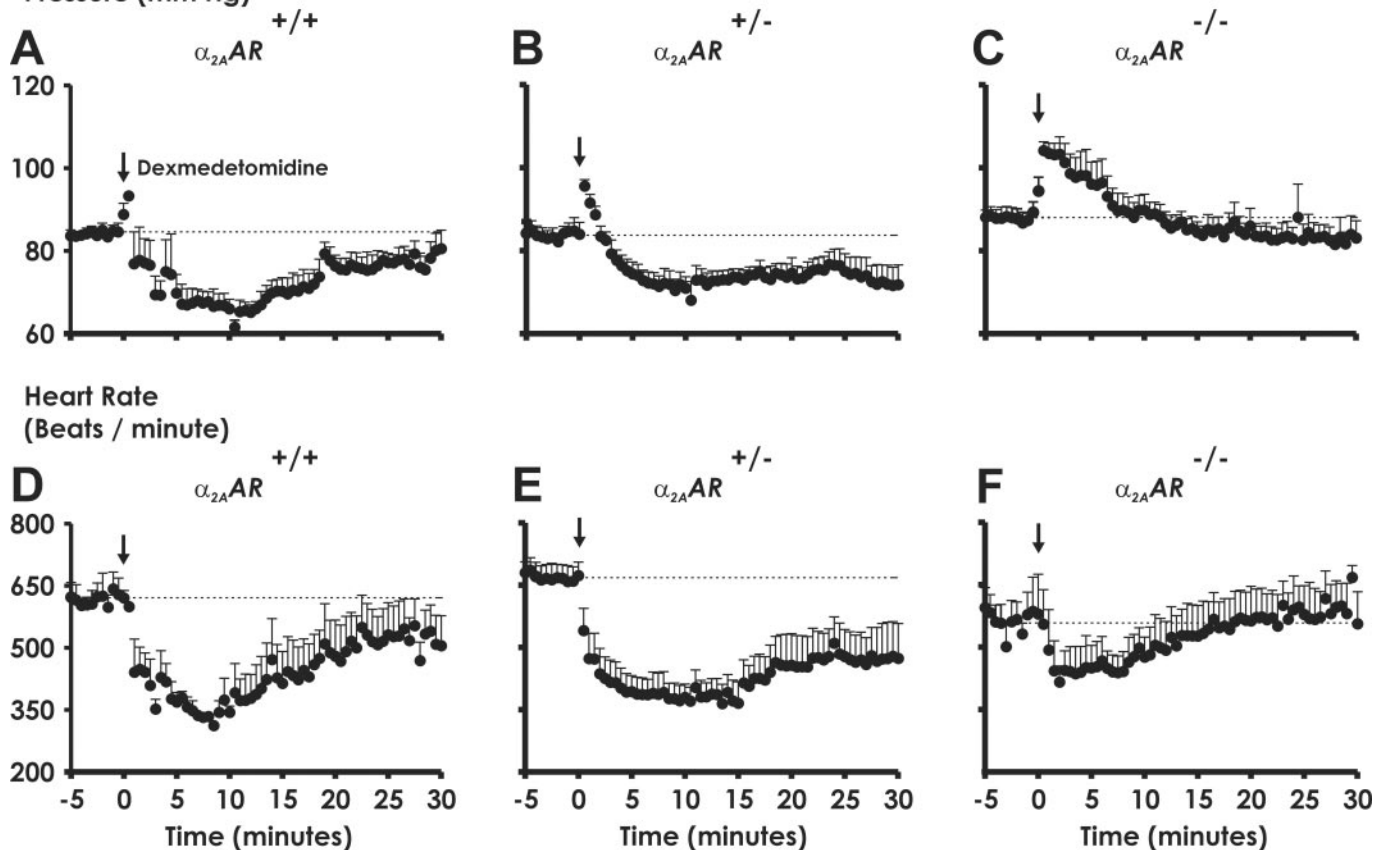 Pressure (mm Hg)
A α2AAR +/+
B α2AAR +/-
C α2AAR -/-
120
100
80
60
Dexmedetomidine
Heart Rate
(Beats / minute)
D α2AAR +/+
E α2AAR +/-
F α2AAR -/-
800
650
500
350
200
-5 0 5 10 15 20 25 30
-5 0 5 10 15 20 25 30
-5 0 5 10 15 20 25 30
Time (minutes)
Time (minutes)
Time (minutes)